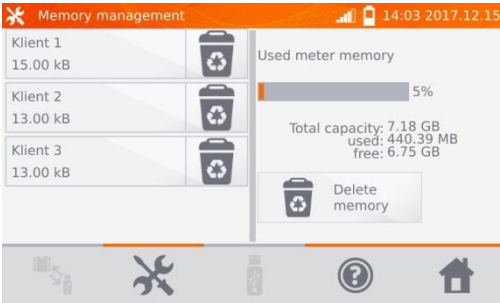 Memory management
14:03 2017.12.15
Klient 1
15.00 kB
Klient 2
13.00 kB
Klient 3
13.00 kB
Used meter memory
5%
Total capacity: 7.18 GB
used: 440.39 MB
free: 6.75 GB
Delete
memory